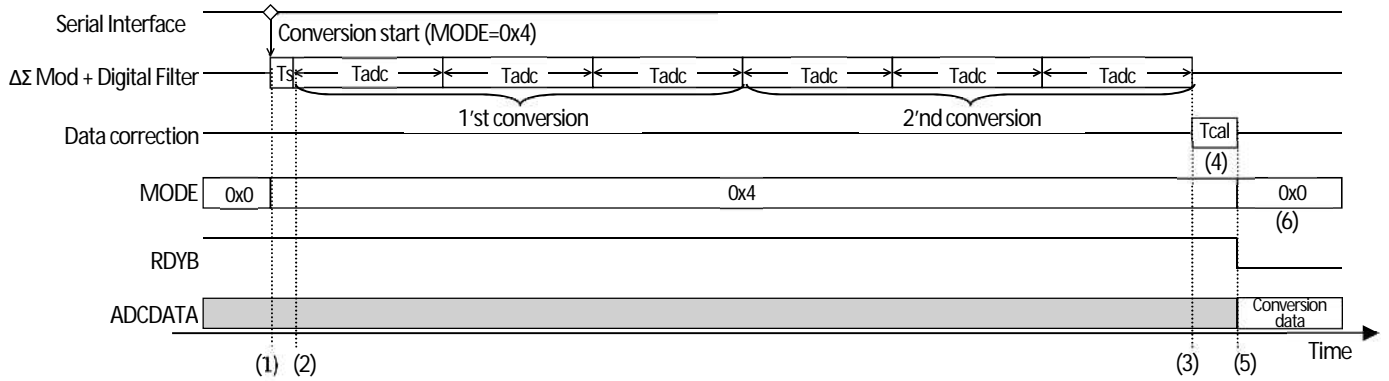 Serial Interface
Conversion start (MODE=0x4)
ΔΣ Mod + Digital Filter Ts Tadc Tadc Tadc Tadc Tadc Tadc
1'st conversion 2'nd conversion
Data correction Tcal
(4)
MODE 0x0 0x4 0x0
(6)
RDYB
ADCDATA Conversion
data
Time
(1) (2) (3) (5)